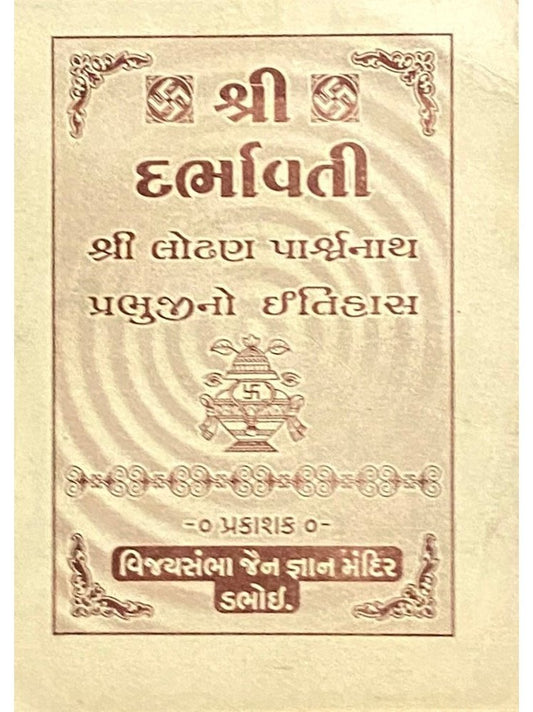 શ્રી
દર્ભાવતી
શ્રી લોઢણ પાર્શ્વનાથ
પ્રભુજીનો ઈતિહાસ
-૦ પ્રકાશક ૦-
વિજયસંભા જૈન જ્ઞાન મંદિર
ડભોઈ.